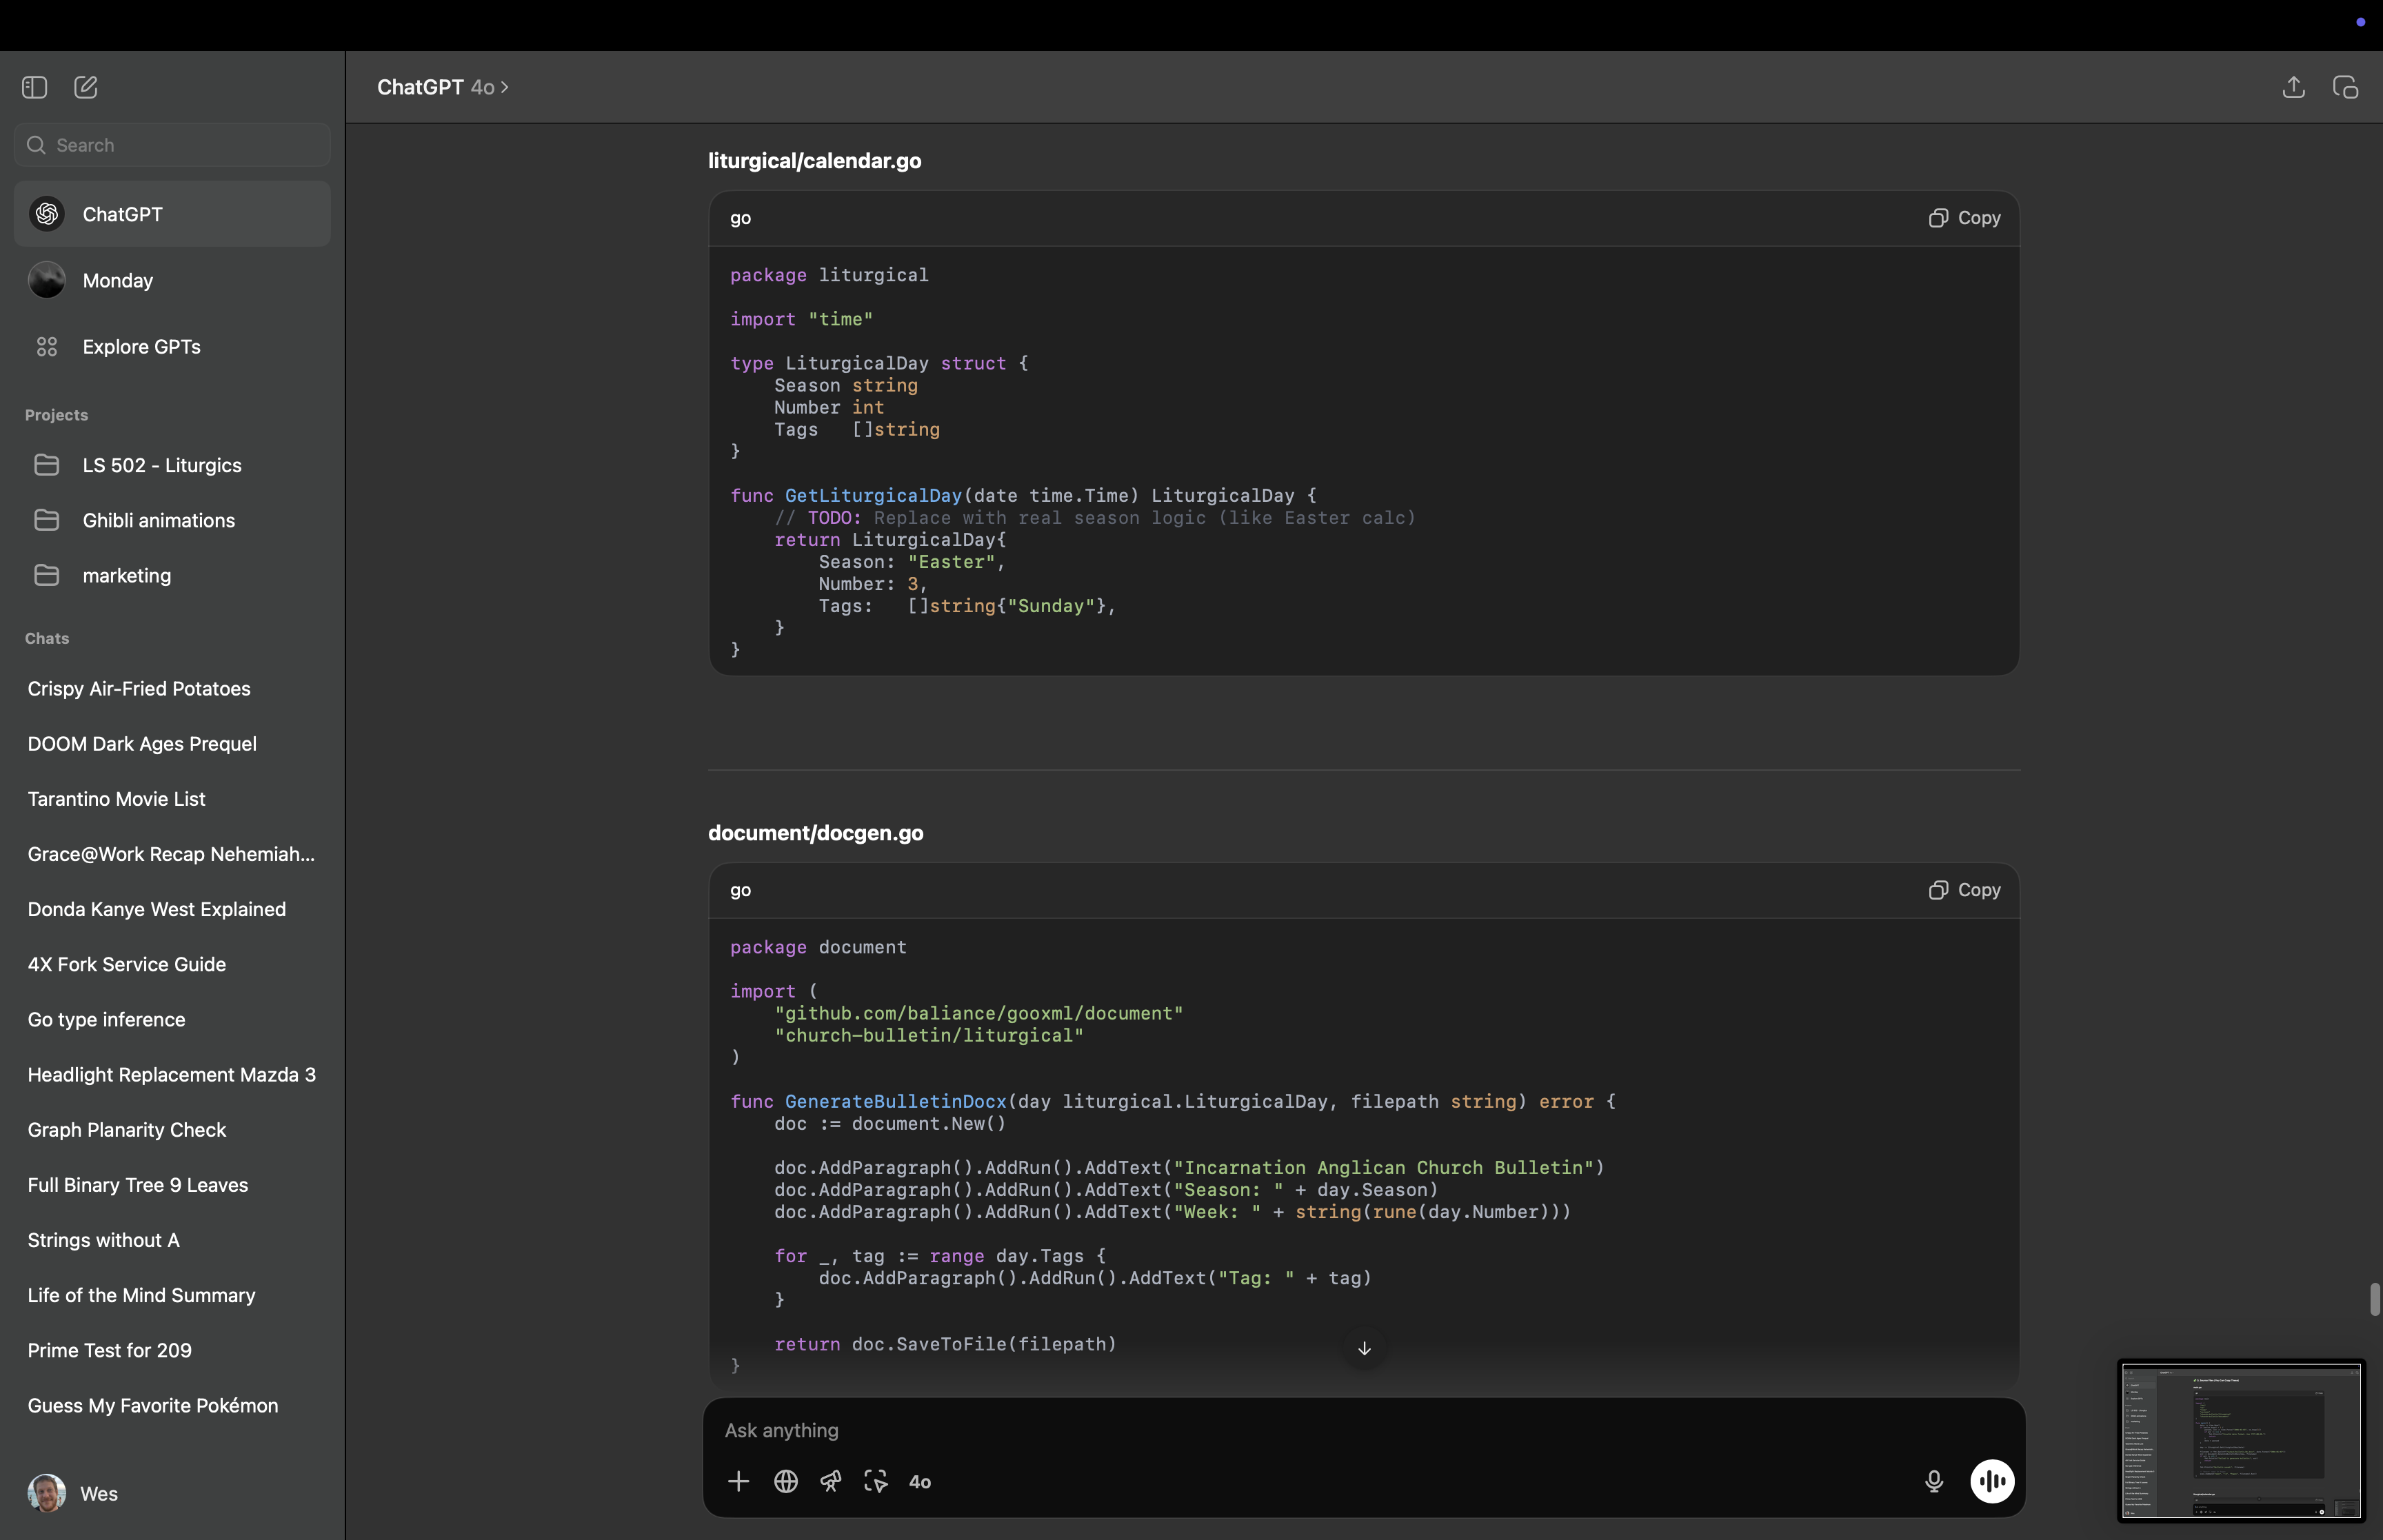 ChatGPT 4o >
Search
ChatGPT
Monday
Explore GPTs
Projects
LS 502 - Liturgics
Ghibli animations
marketing
Chats
Crispy Air-Fried Potatoes
DOOM Dark Ages Prequel
Tarantino Movie List
Grace@Work Recap Nehemiah...
Donda Kanye West Explained
4X Fork Service Guide
Go type inference
Headlight Replacement Mazda 3
Graph Planarity Check
Full Binary Tree 9 Leaves
Strings without A
Life of the Mind Summary
Prime Test for 209
Guess My Favorite Pokémon
Wes
liturgical/calendar.go
go
Copy
package liturgical
import "time"
type LiturgicalDay struct {
    Season string
    Number int
    Tags   []string
}
func GetLiturgicalDay(date time.Time) LiturgicalDay {
    // TODO: Replace with real season logic (like Easter calc)
    return LiturgicalDay{
        Season: "Easter",
        Number: 3,
        Tags:   []string{"Sunday"},
    }
}
document/docgen.go
go
Copy
package document
import (
    "github.com/baliance/gooxml/document"
    "church-bulletin/liturgical"
)
func GenerateBulletinDocx(day liturgical.LiturgicalDay, filepath string) error {
    doc := document.New()
    doc.AddParagraph().AddRun().AddText("Incarnation Anglican Church Bulletin")
    doc.AddParagraph().AddRun().AddText("Season: " + day.Season)
    doc.AddParagraph().AddRun().AddText("Week: " + string(rune(day.Number)))
    for _, tag := range day.Tags {
        doc.AddParagraph().AddRun().AddText("Tag: " + tag)
    }
    return doc.SaveToFile(filepath)
}
Ask anything
4o